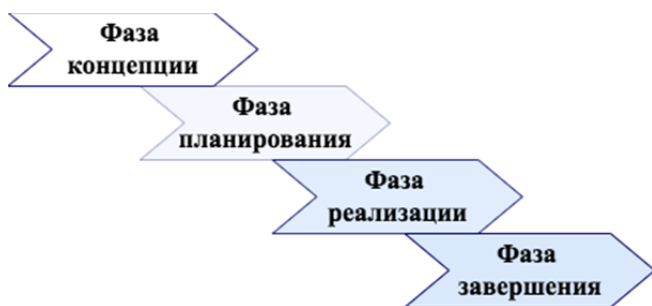 Фаза
концепции
Фаза
планирования
Фаза
реализации
Фаза
завершения